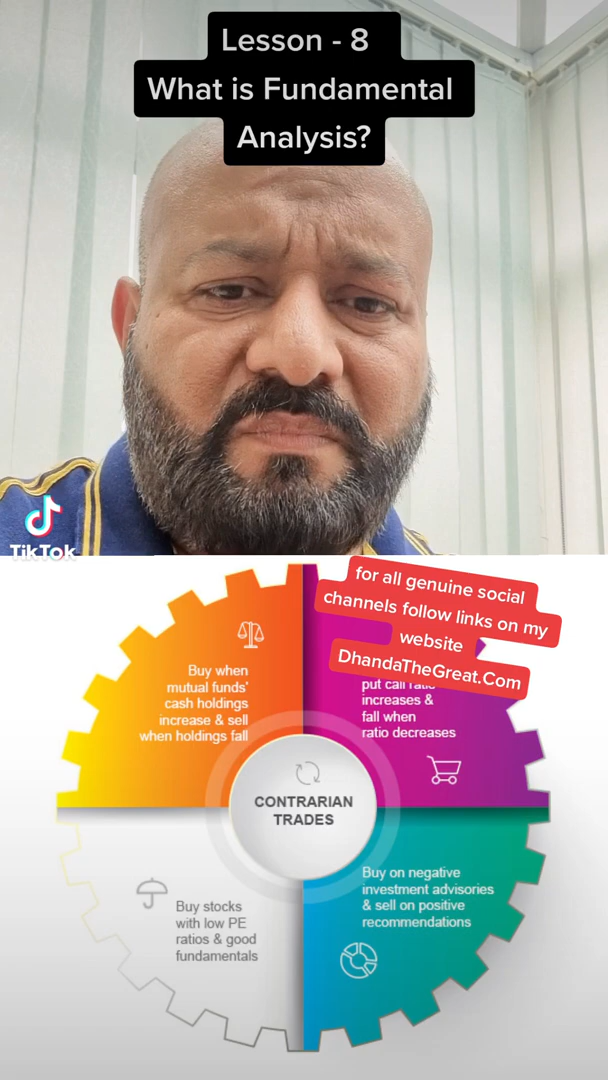 Lesson - 8
What is Fundamental
Analysis?
TikTok
for all genuine social
channels follow links on my
website
DhandaTheGreat.Com
Buy when
mutual funds'
cash holdings
increase & sell
when holdings fall
put call
increases &
fall when
ratio decreases
CONTRARIAN
TRADES
Buy stocks
with low PE
ratios & good
fundamentals
Buy on negative
investment advisories
& sell on positive
recommendations